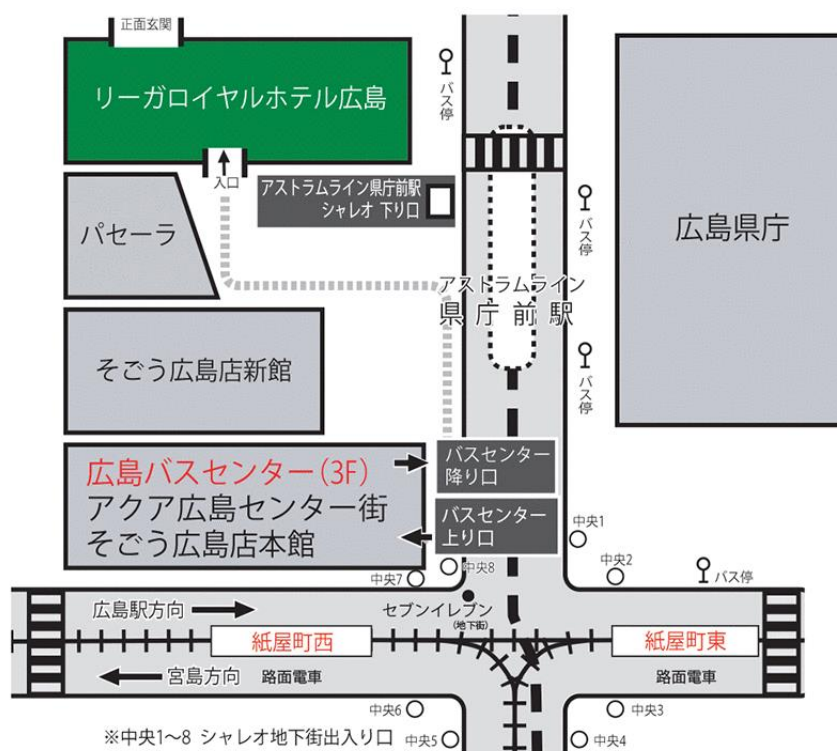 正面玄関
リーガロイヤルホテル広島
入口
バス停
アストラムライン県庁前駅
シャレオ 下り口
パセーラ
バス停
広島県庁
アストラムライン
県庁前駅
そごう広島店新館
バス停
広島バスセンター(3F)
アクア広島センター街
そごう広島店本館
バスセンター
降り口
バスセンター
上り口
中央1
中央2
バス停
中央7
中央8
広島駅方向
セブンイレブン
(地下街)
紙屋町西
紙屋町東
宮島方向
路面電車
路面電車
中央6
中央3
※中央1~8 シャレオ地下街出入り口
中央5
中央4